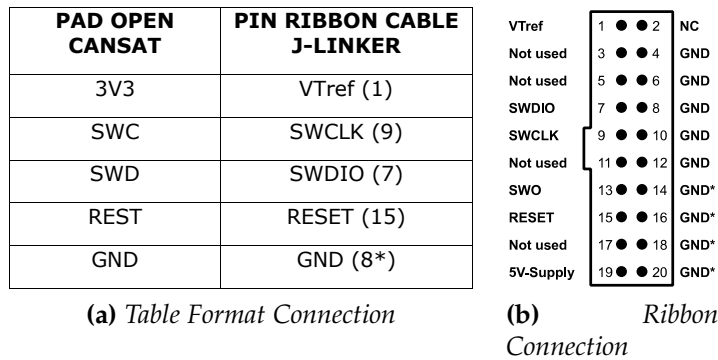 PAD OPEN CANSAT PIN RIBBON CABLE J-LINKER
3V3 VTref (1)
SWC SWCLK (9)
SWD SWDIO (7)
REST RESET (15)
GND GND (8*)
(a) Table Format Connection
VTref 1 2 NC
Not used 3 4 GND
Not used 5 6 GND
SWDIO 7 8 GND
SWCLK 9 10 GND
Not used 11 12 GND
SWO 13 14 GND*
RESET 15 16 GND*
Not used 17 18 GND*
5V-Supply 19 20 GND*
(b) Ribbon
Connection